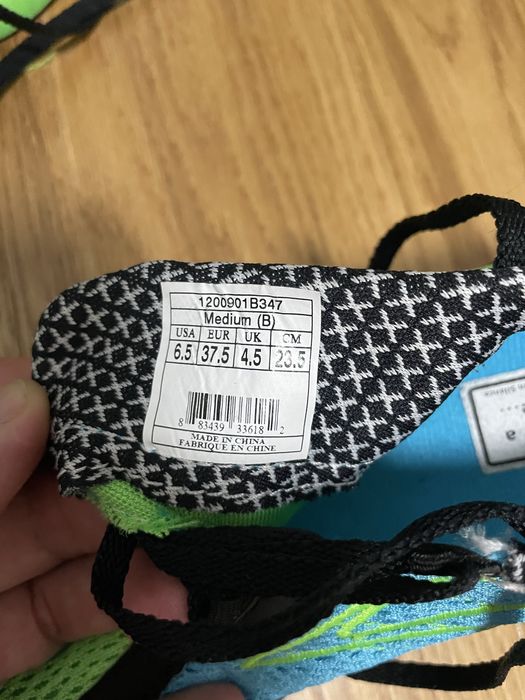 1200901B347
Medium (B)
USA EUR UK CM
6.5 37.5 4.5 23.5
8 83439 33618 2
MADE IN CHINA
FABRIQUE EN CHINE
a